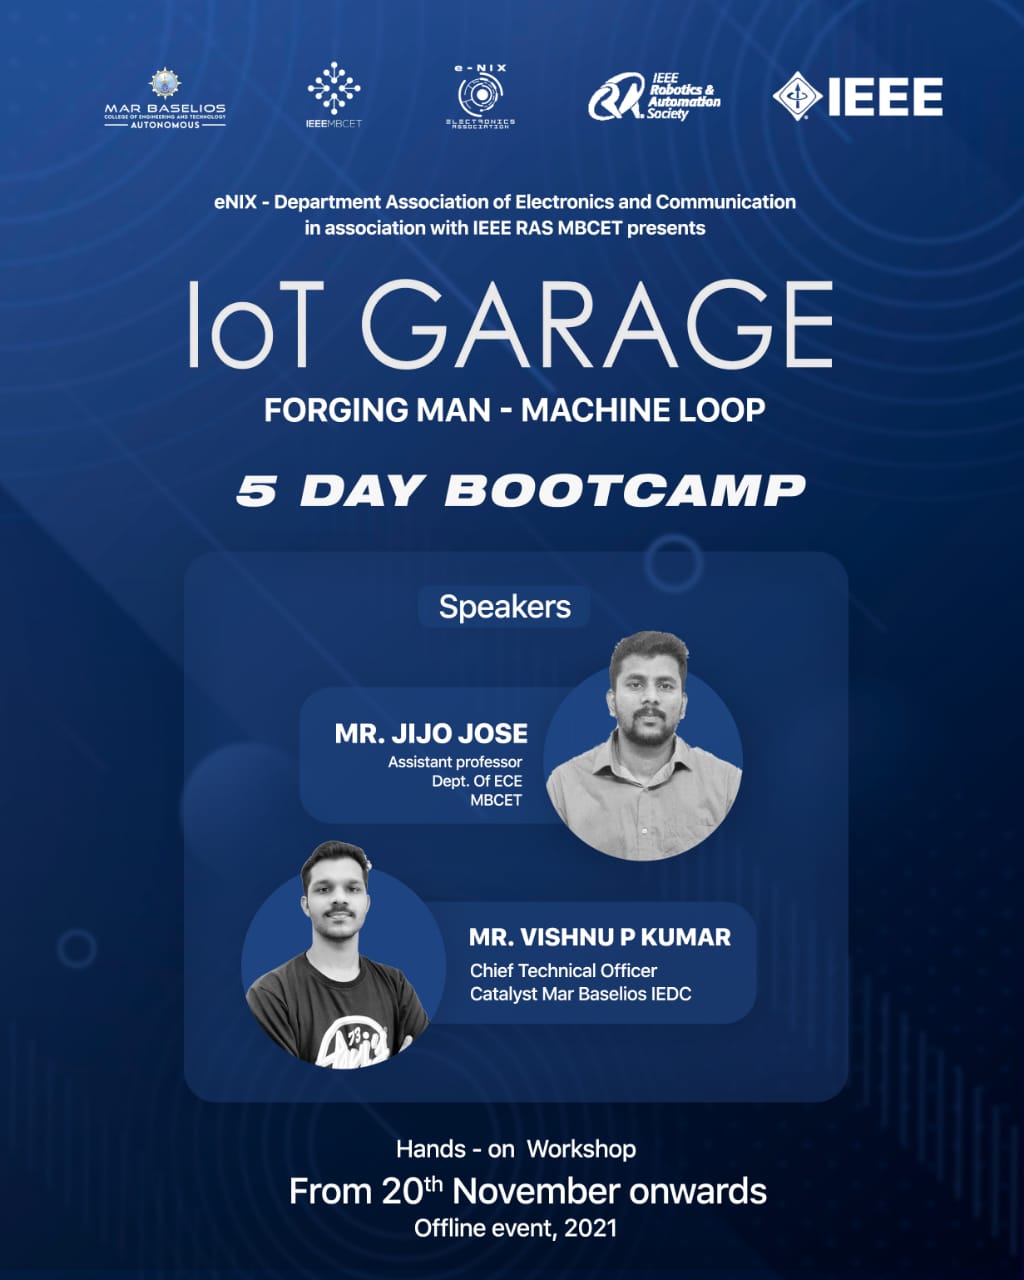 MAR BASELIOS
COLLEGE OF ENGINEERING AND TECHNOLOGY
AUTONOMOUS
IEEEMBCET
e-NIX
ELECTRONICS
ASSOCIATION
IEEE
Robotics &
Automation
Society
IEEE
eNIX - Department Association of Electronics and Communication
in association with IEEE RAS MBCET presents
IoT GARAGE
FORGING MAN - MACHINE LOOP
5 DAY BOOTCAMP
Speakers
MR. JIJO JOSE
Assistant professor
Dept. Of ECE
MBCET
MR. VISHNU P KUMAR
Chief Technical Officer
Catalyst Mar Baselios IEDC
73
Hands - on Workshop
From 20th November onwards
Offline event, 2021